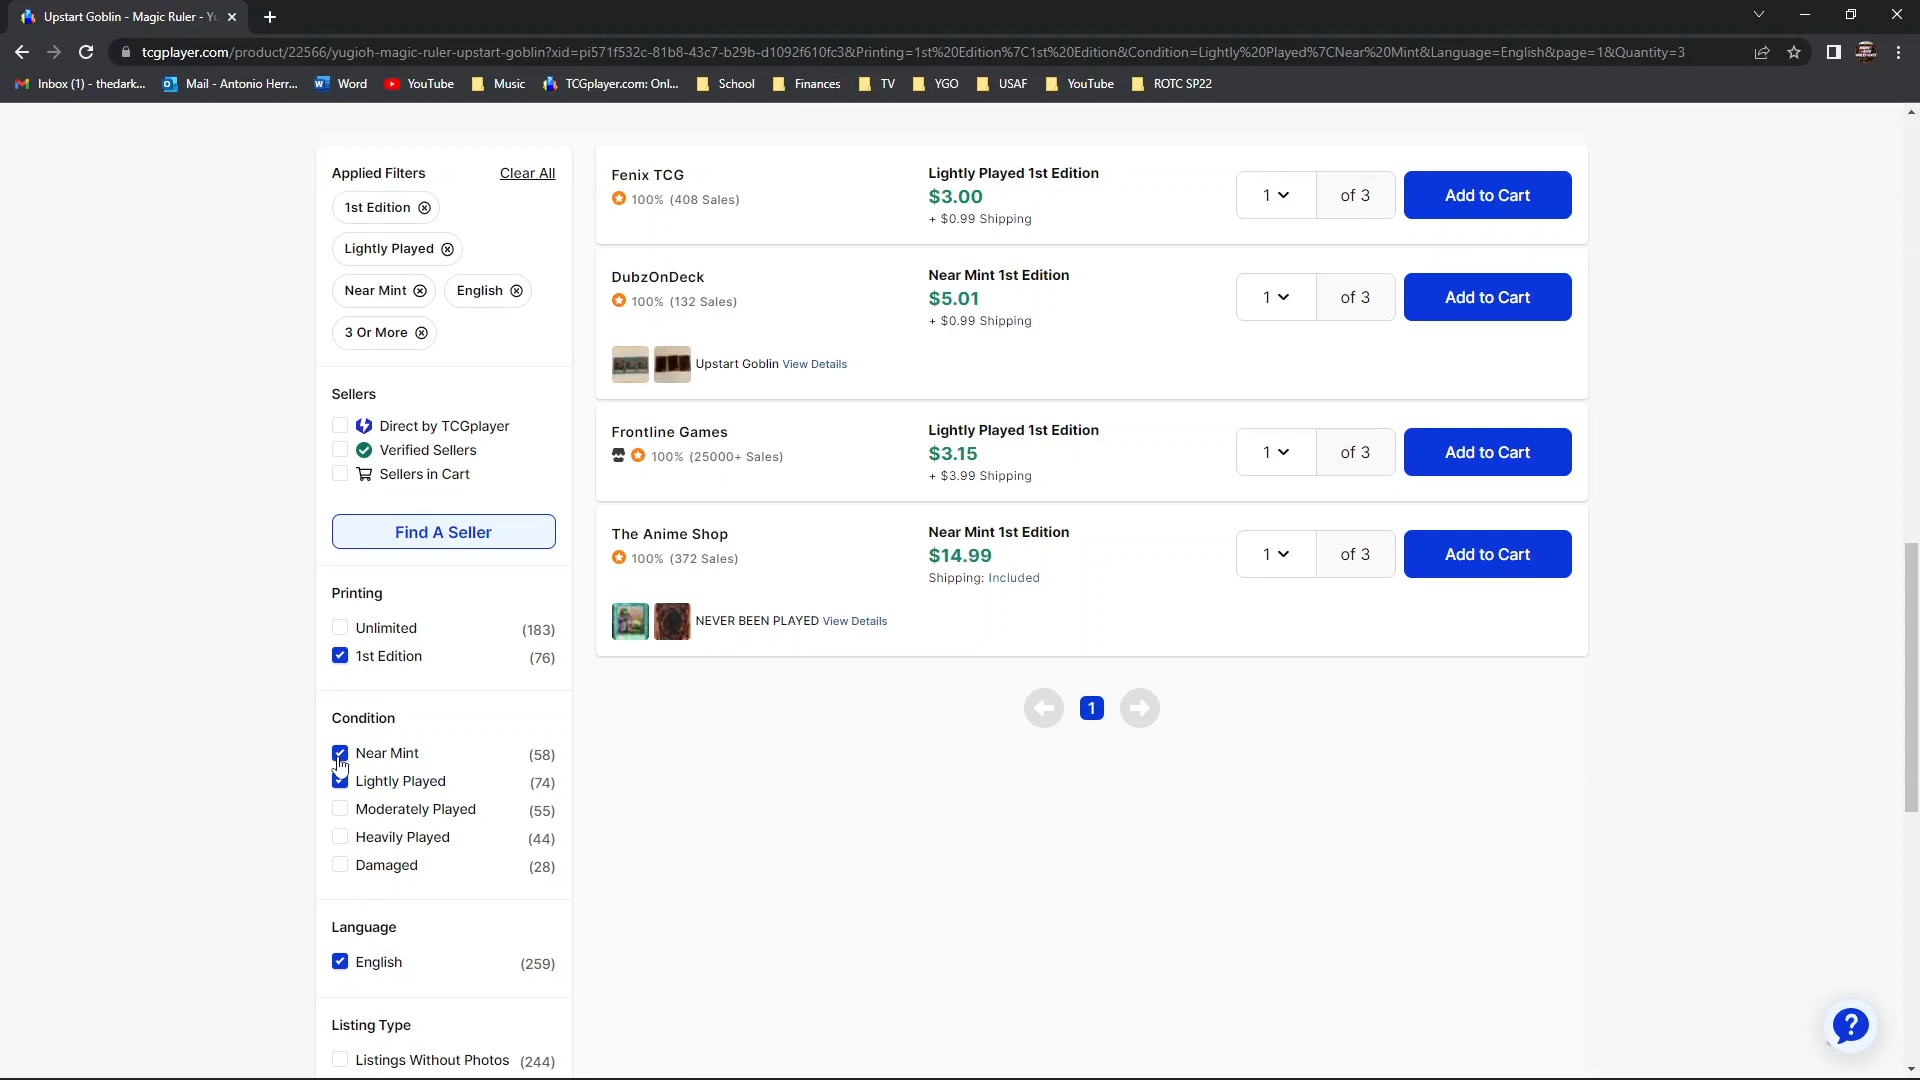 Upstart Goblin - Magic Ruler - Yu
tcgplayer.com/product/22566/yugioh-magic-ruler-upstart-goblin?xid=pi571f532c-81b8-43c7-b29b-d1092f610fc3&Printing=1st%20Edition%7C1st%20Edition&Condition=Lightly%20Played%7CNear%20Mint&Language=English&page=1&Quantity=3
Inbox (1) - thedark... Mail - Antonio Herr... Word YouTube Music TCGplayer.com: Onl... School Finances TV YGO USAF YouTube ROTC SP22
Applied Filters Clear All
1st Edition
Lightly Played
Near Mint English
3 Or More
Sellers
Direct by TCGplayer
Verified Sellers
Sellers in Cart
Find A Seller
Printing
Unlimited (183)
1st Edition (76)
Condition
Near Mint (58)
Lightly Played (74)
Moderately Played (55)
Heavily Played (44)
Damaged (28)
Language
English (259)
Listing Type
Listings Without Photos (244)
Fenix TCG
100% (408 Sales)
Lightly Played 1st Edition
$3.00
+ $0.99 Shipping
1 of 3 Add to Cart
DubzOnDeck
100% (132 Sales)
Near Mint 1st Edition
$5.01
+ $0.99 Shipping
1 of 3 Add to Cart
Upstart Goblin View Details
Frontline Games
100% (25000+ Sales)
Lightly Played 1st Edition
$3.15
+ $3.99 Shipping
1 of 3 Add to Cart
The Anime Shop
100% (372 Sales)
Near Mint 1st Edition
$14.99
Shipping: Included
1 of 3 Add to Cart
NEVER BEEN PLAYED View Details
1
?